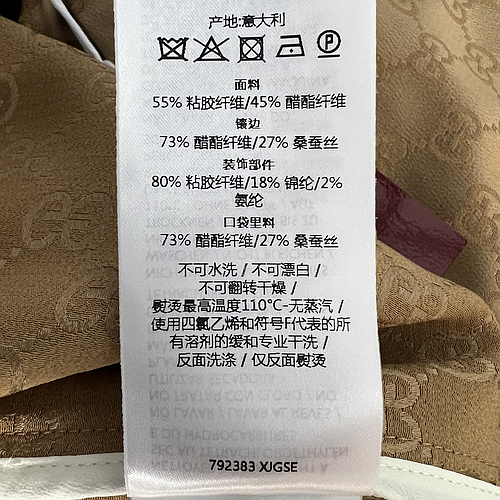 产地:意大利
P
面料
55% 粘胶纤维/45% 醋酯纤维
镶边
73% 醋酯纤维/27% 桑蚕丝
装饰部件
80% 粘胶纤维/18% 锦纶/2%
氨纶
口袋里料
73% 醋酯纤维/27% 桑蚕丝
不可水洗 / 不可漂白 /
不可翻转干燥 /
熨烫最高温度110°C-无蒸汽 /
使用四氯乙烯和符号F代表的所
有溶剂的缓和专业干洗 /
反面洗涤 / 仅反面熨烫
792383 XJGSE